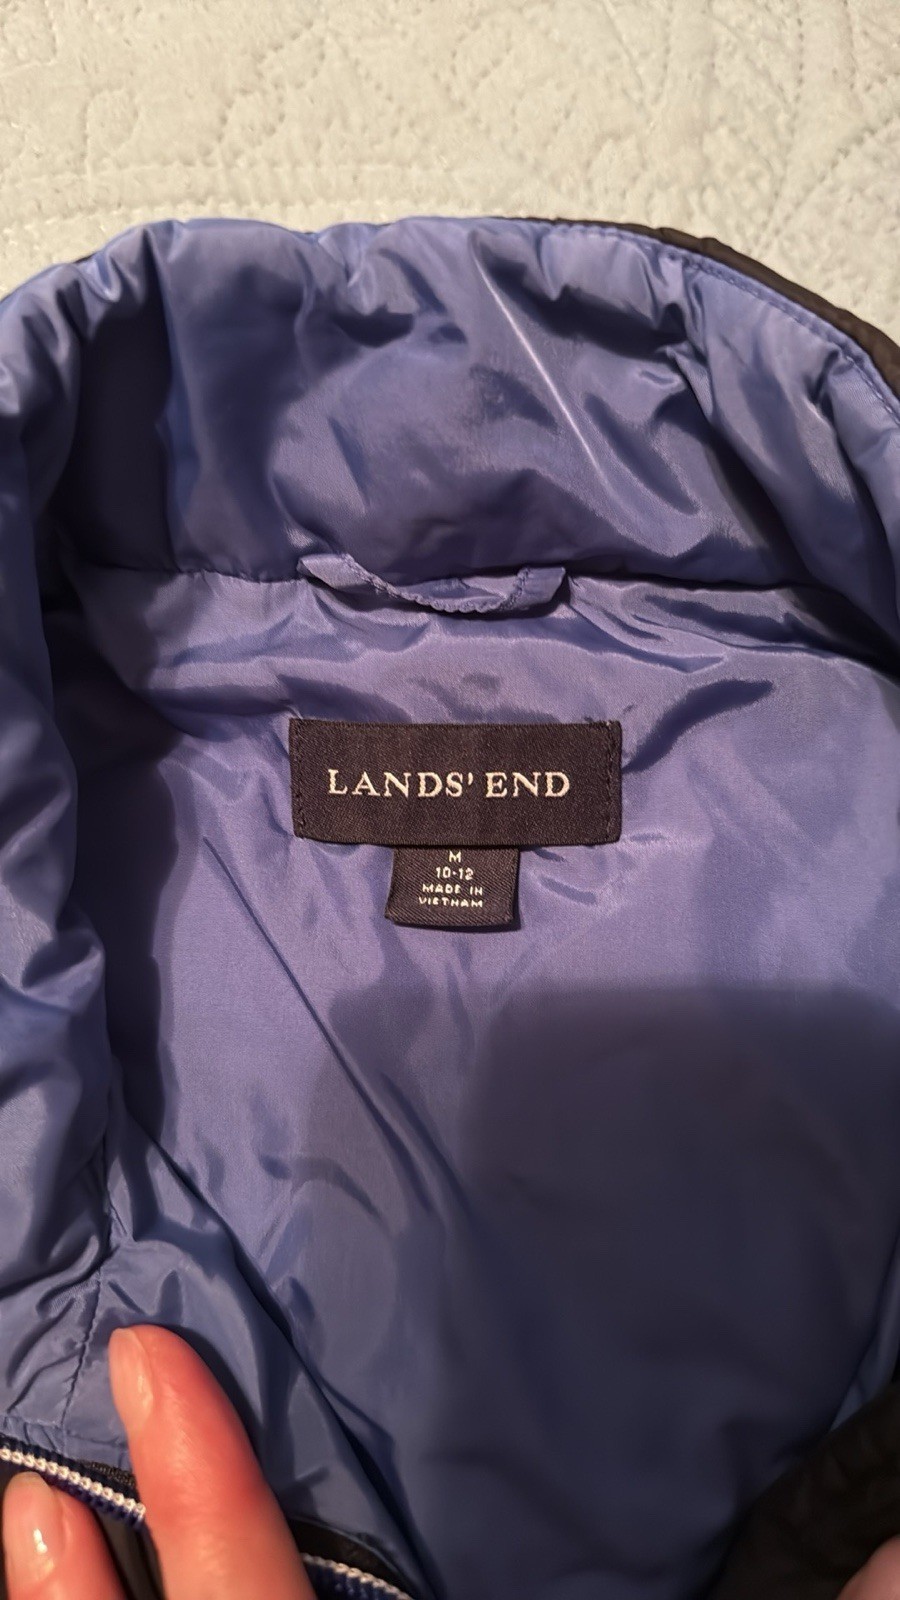 LANDS' END
M
10-12
MADE IN
VIETNAM